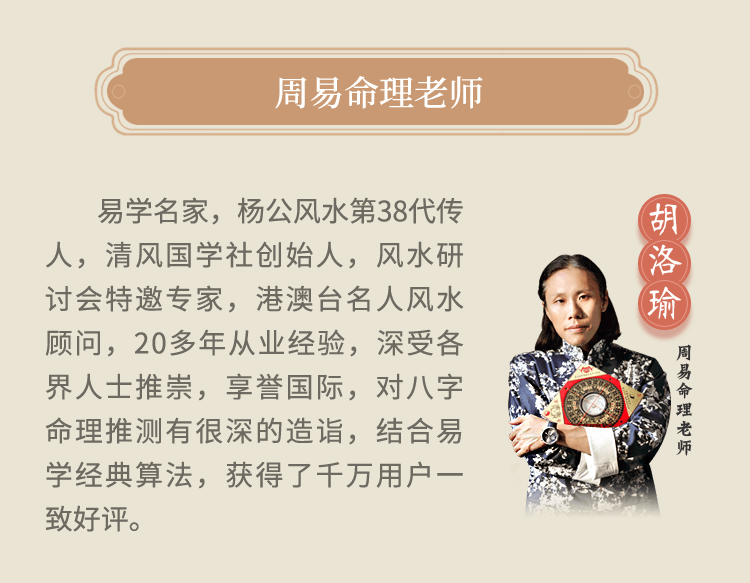 周易命理老师
易学名家，杨公风水第38代传
人，清风国学社创始人，风水研
讨会特邀专家，港澳台名人风水
顾问，20多年从业经验，深受各
界人士推崇，享誉国际，对八字
命理推测有很深的造诣，结合易
学经典算法，获得了千万用户一
致好评。
胡洛瑜
周易命理老师